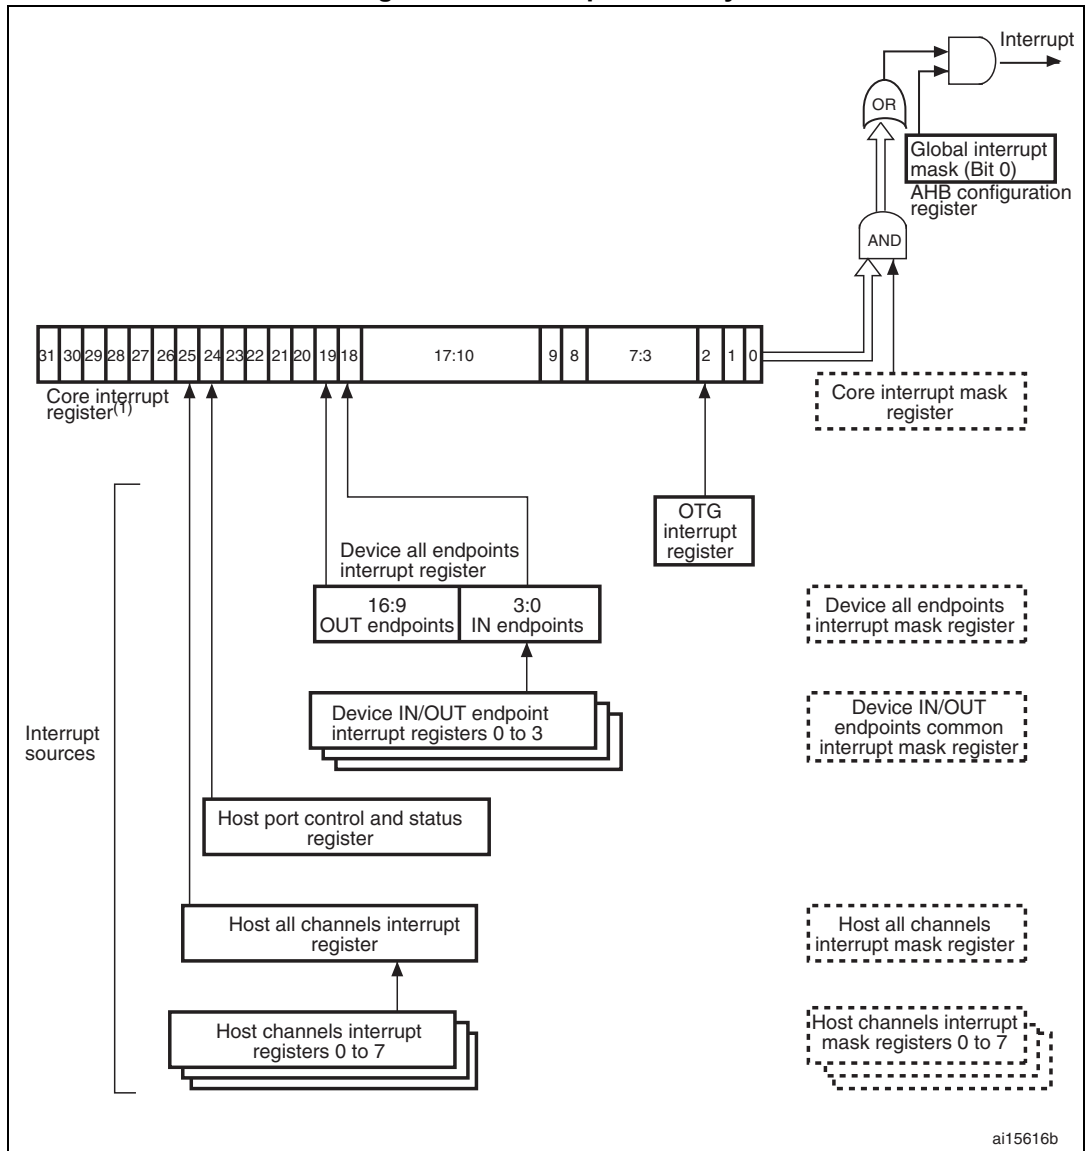 Interrupt
OR
Global interrupt
mask (Bit 0)
AHB configuration
register
AND
31 30 29 28 27 26 25 24 23 22 21 20 19 18 17:10 9 8 7:3 2 1 0
Core interrupt
register(1)
Core interrupt mask
register
OTG
interrupt
register
Device all endpoints
interrupt register
16:9
OUT endpoints
3:0
IN endpoints
Device all endpoints
interrupt mask register
Device IN/OUT endpoint
interrupt registers 0 to 3
Device IN/OUT
endpoints common
interrupt mask register
Interrupt
sources
Host port control and status
register
Host all channels interrupt
register
Host all channels
interrupt mask register
Host channels interrupt
registers 0 to 7
Host channels interrupt
mask registers 0 to 7
ai15616b